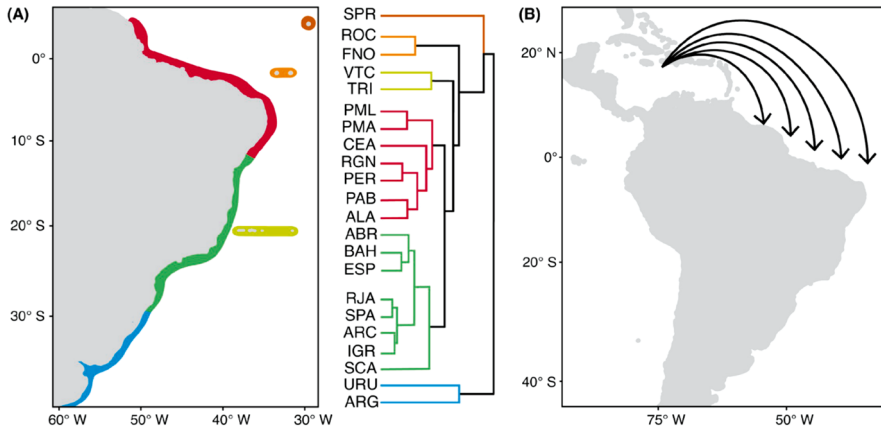 (A)
0°
10° S
20° S
30° S
60° W
50° W
40° W
30° W
SPR
ROC
FNO
VTC
TRI
PML
PMA
CEA
RGN
PER
PAB
ALA
ABR
BAH
ESP
RJA
SPA
ARC
IGR
SCA
URU
ARG
(B)
20° N
0°
20° S
40° S
75° W
50° W